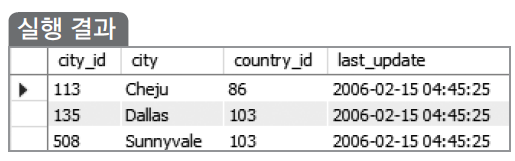 실행 결과
city_id city country_id last_update
113 Cheju 86 2006-02-15 04:45:25
135 Dallas 103 2006-02-15 04:45:25
508 Sunnyvale 103 2006-02-15 04:45:25